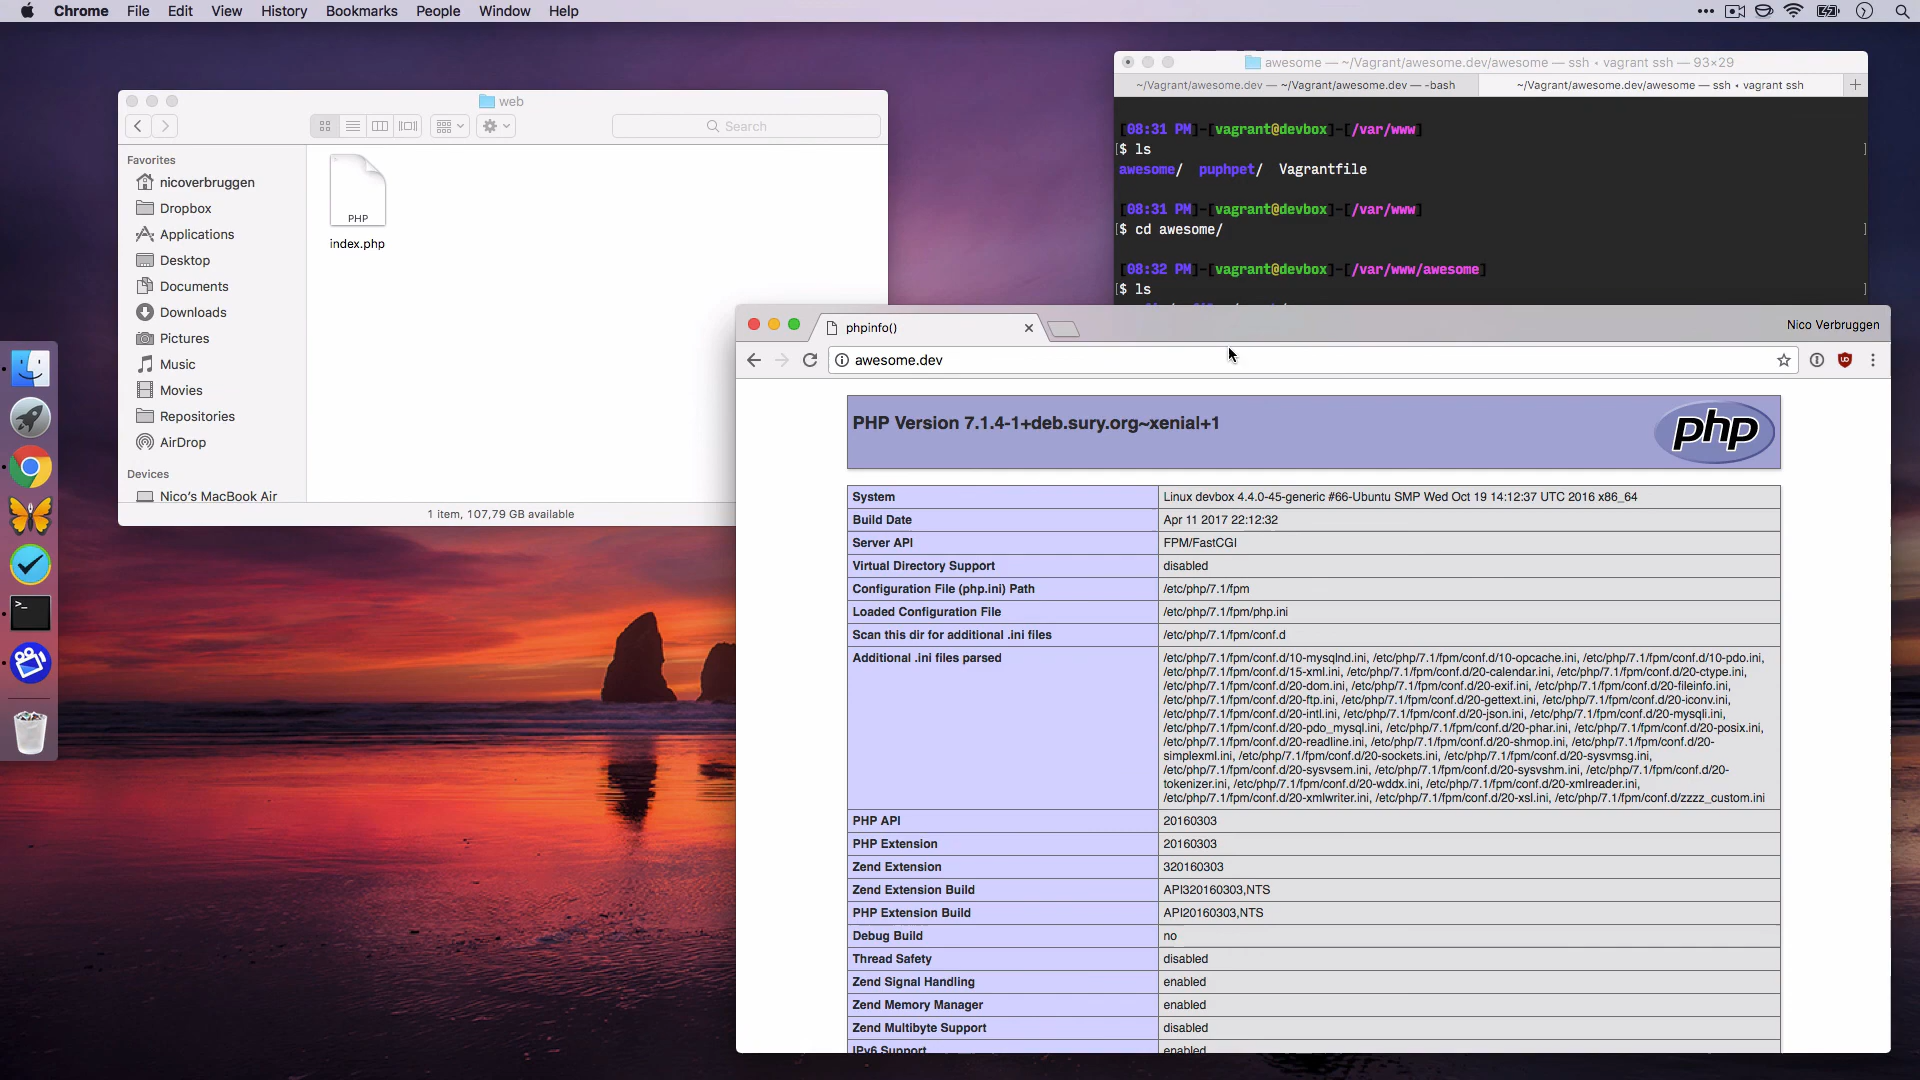 Chrome File Edit View History Bookmarks People Window Help
web
Search
Favorites
nicoverbruggen
Dropbox
Applications
Desktop
Documents
Downloads
Pictures
Music
Movies
Repositories
AirDrop
Devices
Nico's MacBook Air
PHP
index.php
1 item, 107,79 GB available
awesome — ~/Vagrant/awesome.dev/awesome — ssh • vagrant ssh — 93×29
~/Vagrant/awesome.dev — ~/Vagrant/awesome.dev — -bash
~/Vagrant/awesome.dev/awesome — ssh • vagrant ssh
[08:31 PM]-[vagrant@devbox]-[/var/www]
[$ ls ]
awesome/ puphpet/ Vagrantfile
[08:31 PM]-[vagrant@devbox]-[/var/www]
[$ cd awesome/ ]
[08:32 PM]-[vagrant@devbox]-[/var/www/awesome]
[$ ls ]
phpinfo()
Nico Verbruggen
awesome.dev
PHP Version 7.1.4-1+deb.sury.org~xenial+1
php
System Linux devbox 4.4.0-45-generic #66-Ubuntu SMP Wed Oct 19 14:12:37 UTC 2016 x86_64
Build Date Apr 11 2017 22:12:32
Server API FPM/FastCGI
Virtual Directory Support disabled
Configuration File (php.ini) Path /etc/php/7.1/fpm
Loaded Configuration File /etc/php/7.1/fpm/php.ini
Scan this dir for additional .ini files /etc/php/7.1/fpm/conf.d
Additional .ini files parsed /etc/php/7.1/fpm/conf.d/10-mysqlnd.ini, /etc/php/7.1/fpm/conf.d/10-opcache.ini, /etc/php/7.1/fpm/conf.d/10-pdo.ini,
/etc/php/7.1/fpm/conf.d/15-xml.ini, /etc/php/7.1/fpm/conf.d/20-calendar.ini, /etc/php/7.1/fpm/conf.d/20-ctype.ini,
/etc/php/7.1/fpm/conf.d/20-dom.ini, /etc/php/7.1/fpm/conf.d/20-exif.ini, /etc/php/7.1/fpm/conf.d/20-fileinfo.ini,
/etc/php/7.1/fpm/conf.d/20-ftp.ini, /etc/php/7.1/fpm/conf.d/20-gettext.ini, /etc/php/7.1/fpm/conf.d/20-iconv.ini,
/etc/php/7.1/fpm/conf.d/20-intl.ini, /etc/php/7.1/fpm/conf.d/20-json.ini, /etc/php/7.1/fpm/conf.d/20-mysqli.ini,
/etc/php/7.1/fpm/conf.d/20-pdo_mysql.ini, /etc/php/7.1/fpm/conf.d/20-phar.ini, /etc/php/7.1/fpm/conf.d/20-posix.ini,
/etc/php/7.1/fpm/conf.d/20-readline.ini, /etc/php/7.1/fpm/conf.d/20-shmop.ini, /etc/php/7.1/fpm/conf.d/20-
simplexml.ini, /etc/php/7.1/fpm/conf.d/20-sockets.ini, /etc/php/7.1/fpm/conf.d/20-sysvmsg.ini,
/etc/php/7.1/fpm/conf.d/20-sysvsem.ini, /etc/php/7.1/fpm/conf.d/20-sysvshm.ini, /etc/php/7.1/fpm/conf.d/20-
tokenizer.ini, /etc/php/7.1/fpm/conf.d/20-wddx.ini, /etc/php/7.1/fpm/conf.d/20-xmlreader.ini,
/etc/php/7.1/fpm/conf.d/20-xmlwriter.ini, /etc/php/7.1/fpm/conf.d/20-xsl.ini, /etc/php/7.1/fpm/conf.d/zzzz_custom.ini
PHP API 20160303
PHP Extension 20160303
Zend Extension 320160303
Zend Extension Build API320160303,NTS
PHP Extension Build API20160303,NTS
Debug Build no
Thread Safety disabled
Zend Signal Handling enabled
Zend Memory Manager enabled
Zend Multibyte Support disabled
IPv6 Support enabled